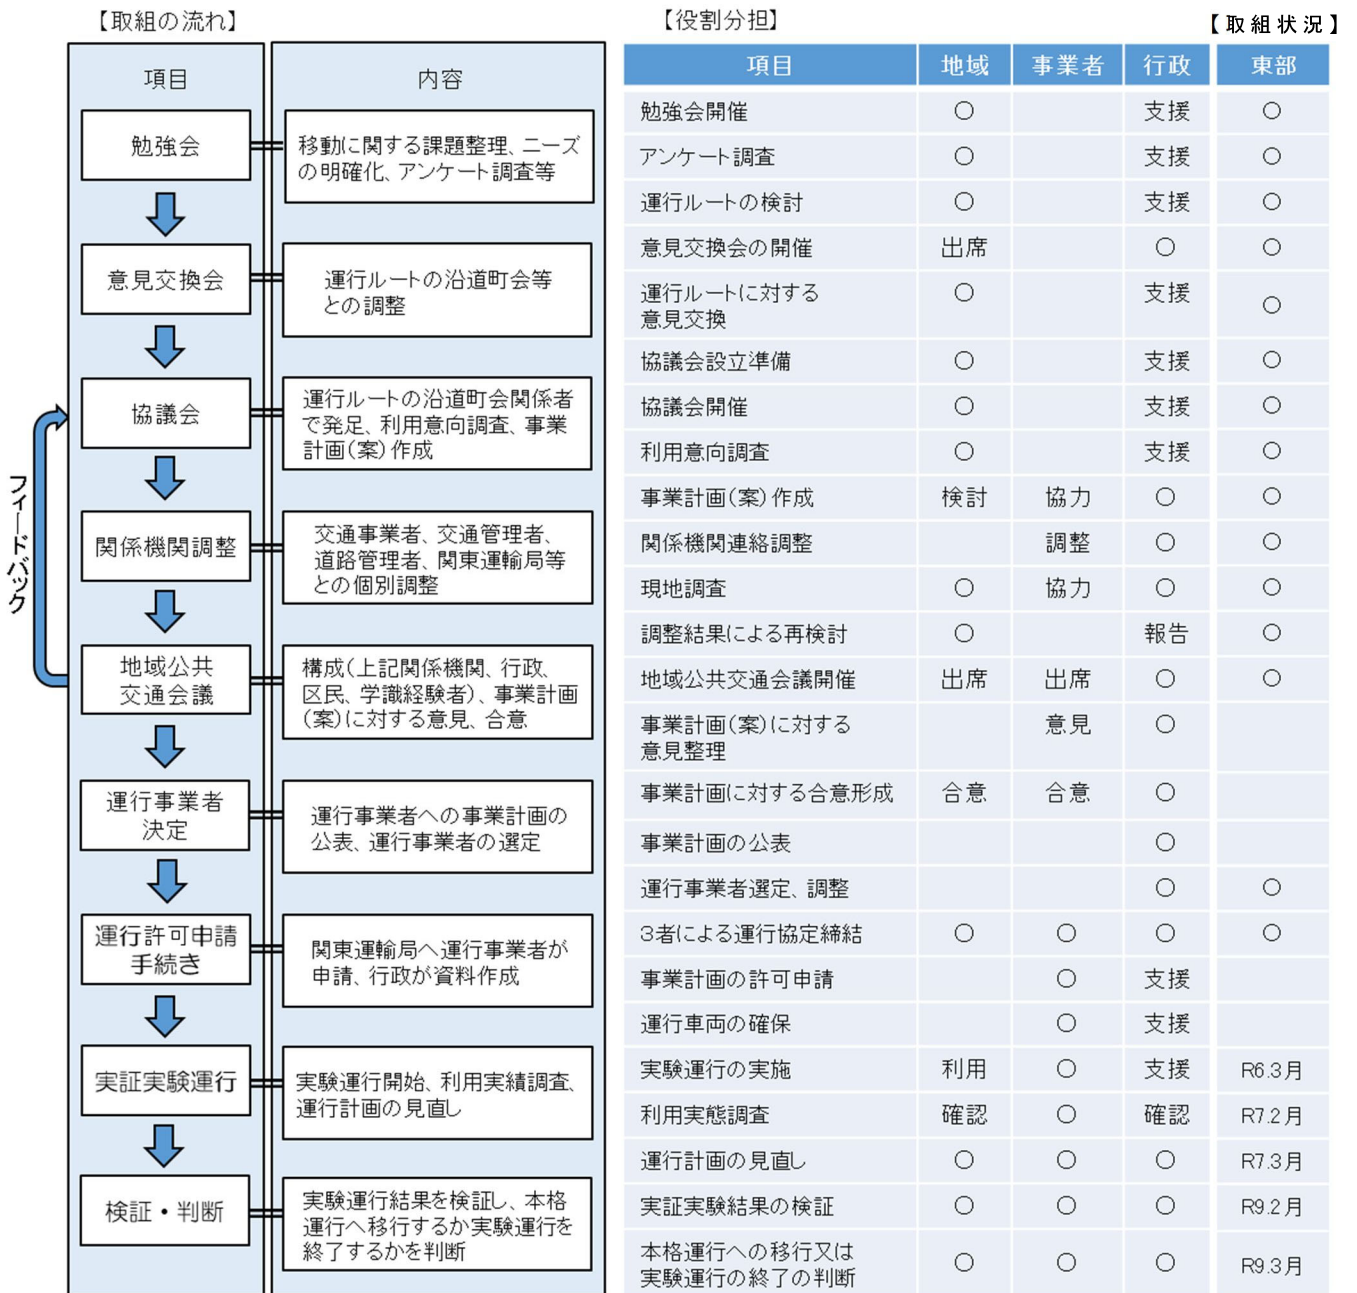 【取組の流れ】
項目 内容
勉強会
移動に関する課題整理、ニーズ
の明確化、アンケート調査等
意見交換会
運行ルートの沿道町会等
との調整
協議会
運行ルートの沿道町会関係者
で発足、利用意向調査、事業
計画(案)作成
関係機関調整
交通事業者、交通管理者、
道路管理者、関東運輸局等
との個別調整
地域公共
交通会議
構成(上記関係機関、行政、
区民、学識経験者)、事業計画
(案)に対する意見、合意
運行事業者
決定
運行事業者への事業計画の
公表、運行事業者の選定
運行許可申請
手続き
関東運輸局へ運行事業者が
申請、行政が資料作成
実証実験運行
実験運行開始、利用実績調査、
運行計画の見直し
検証・判断
実験運行結果を検証し、本格
運行へ移行するか実験運行を
終了するかを判断
フィードバック
【役割分担】
【取組状況】
項目 地域 事業者 行政 東部
勉強会開催 〇 支援 〇
アンケート調査 〇 支援 〇
運行ルートの検討 〇 支援 〇
意見交換会の開催 出席 〇 〇
運行ルートに対する
意見交換 〇 支援 〇
協議会設立準備 〇 支援 〇
協議会開催 〇 支援 〇
利用意向調査 〇 支援 〇
事業計画(案)作成 検討 協力 〇 〇
関係機関連絡調整 調整 〇 〇
現地調査 〇 協力 〇 〇
調整結果による再検討 〇 報告 〇
地域公共交通会議開催 出席 出席 〇 〇
事業計画(案)に対する
意見整理 意見 〇
事業計画に対する合意形成 合意 合意 〇
事業計画の公表 〇
運行事業者選定、調整 〇 〇
3者による運行協定締結 〇 〇 〇 〇
事業計画の許可申請 〇 支援
運行車両の確保 〇 支援
実験運行の実施 利用 〇 支援 R6.3月
利用実態調査 確認 〇 確認 R7.2月
運行計画の見直し 〇 〇 〇 R7.3月
実証実験結果の検証 〇 〇 〇 R9.2月
本格運行への移行又は
実験運行の終了の判断 〇 〇 〇 R9.3月